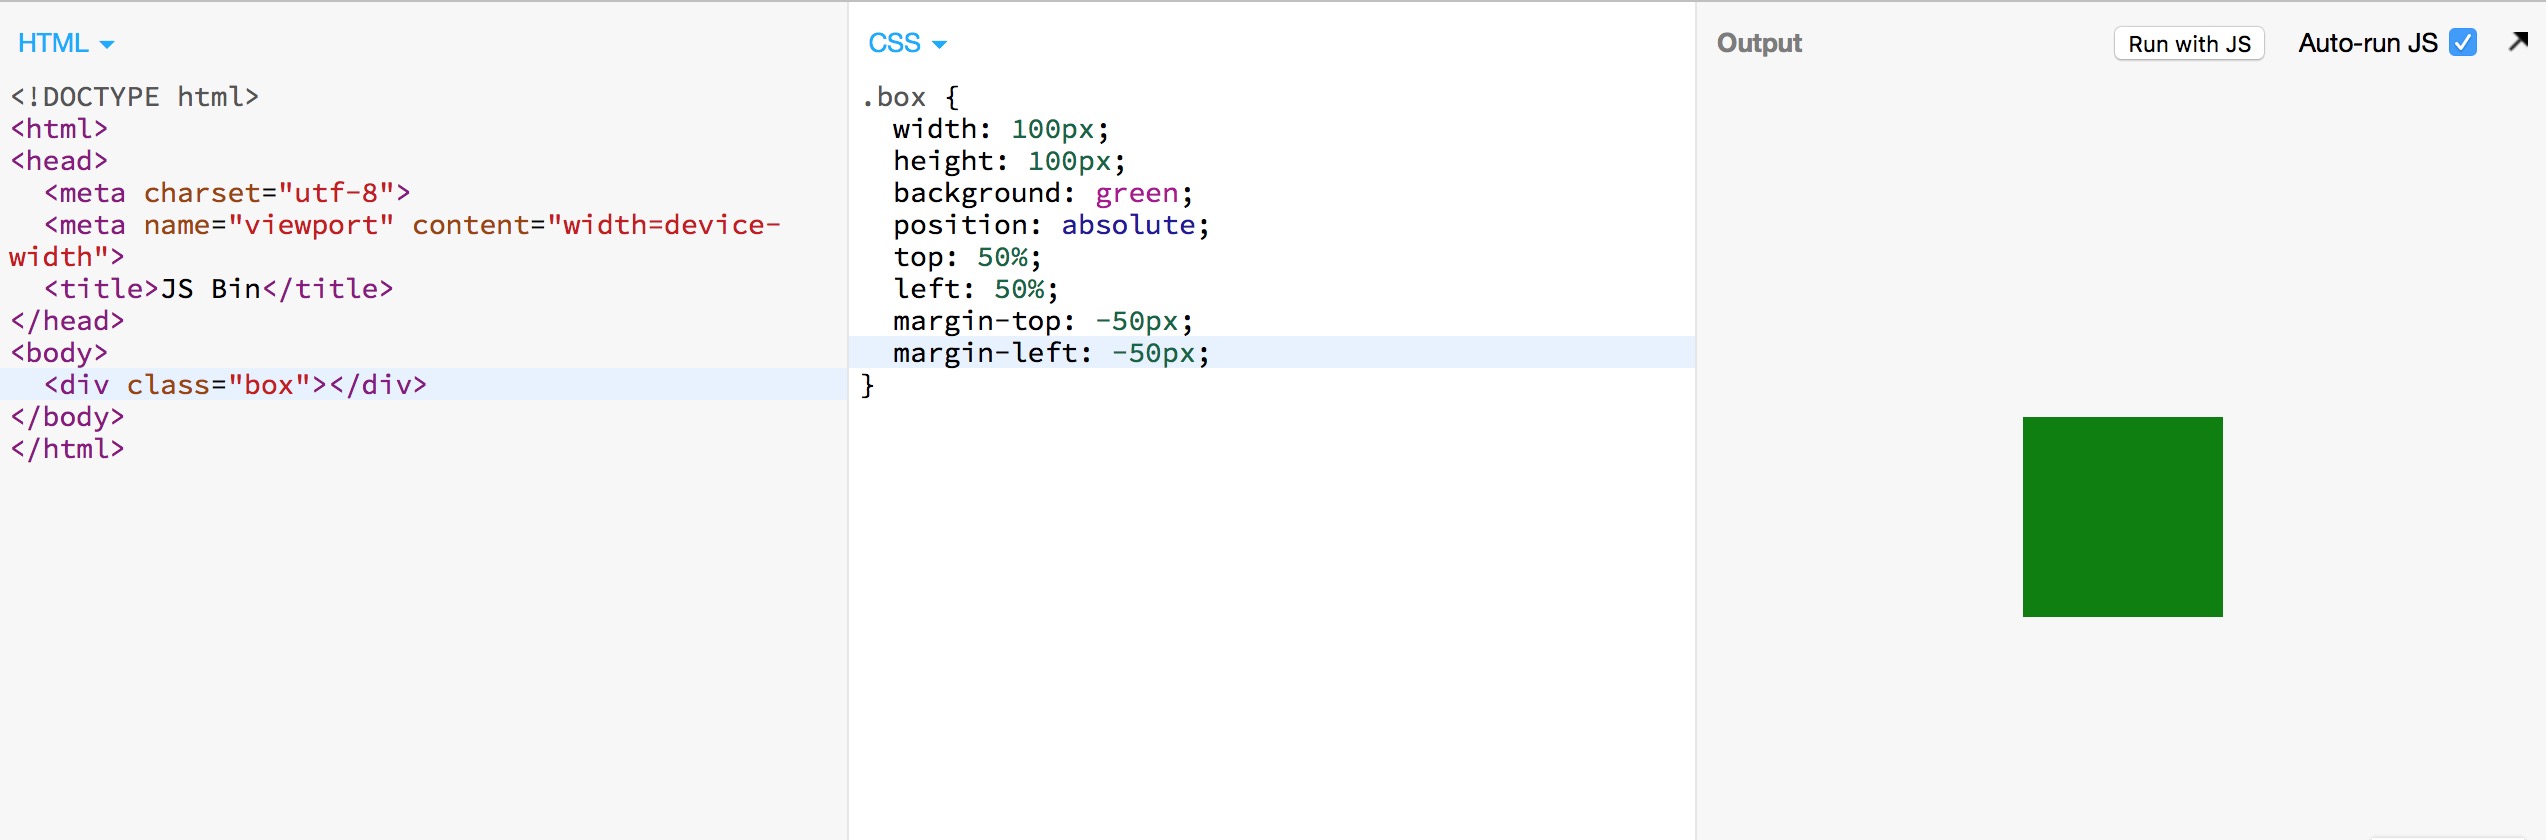 HTML
<!DOCTYPE html>
<html>
<head>
  <meta charset="utf-8">
  <meta name="viewport" content="width=device-
width">
  <title>JS Bin</title>
</head>
<body>
  <div class="box"></div>
</body>
</html>
CSS
.box {
  width: 100px;
  height: 100px;
  background: green;
  position: absolute;
  top: 50%;
  left: 50%;
  margin-top: -50px;
  margin-left: -50px;
}
Output
Run with JS
Auto-run JS